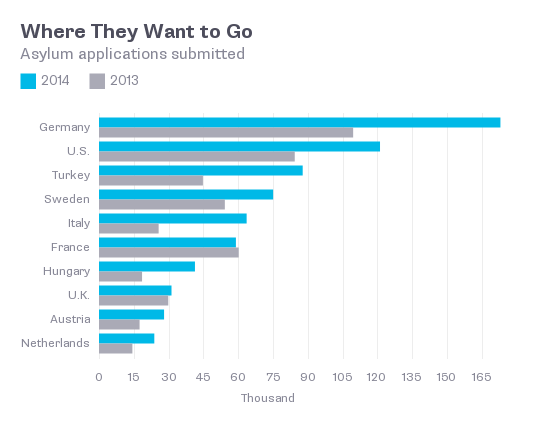 Where They Want to Go
Asylum applications submitted
2014 2013
Germany
U.S.
Turkey
Sweden
Italy
France
Hungary
U.K.
Austria
Netherlands
0 15 30 45 60 75 90 105 120 135 150 165
Thousand